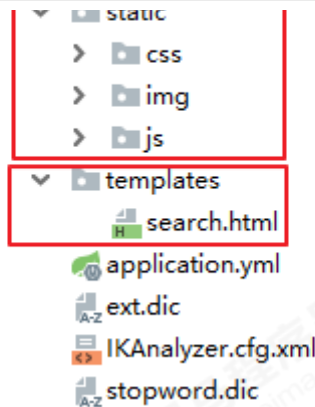 static
css
img
js
templates
search.html
application.yml
ext.dic
IKAnalyzer.cfg.xml
stopword.dic